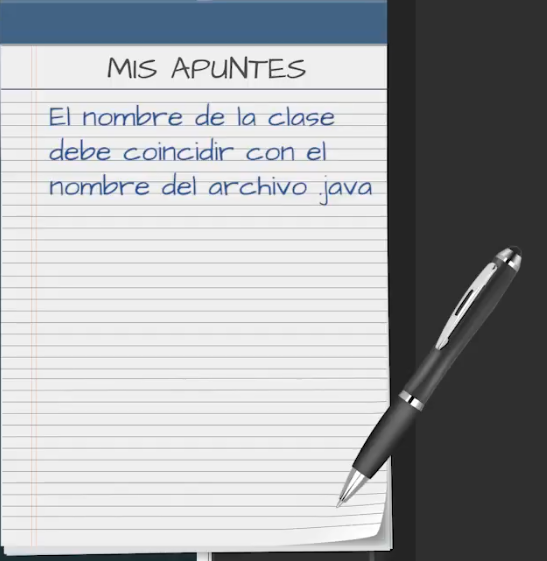 MIS APUNTES
El nombre de la clase
debe coincidir con el
nombre del archivo .java